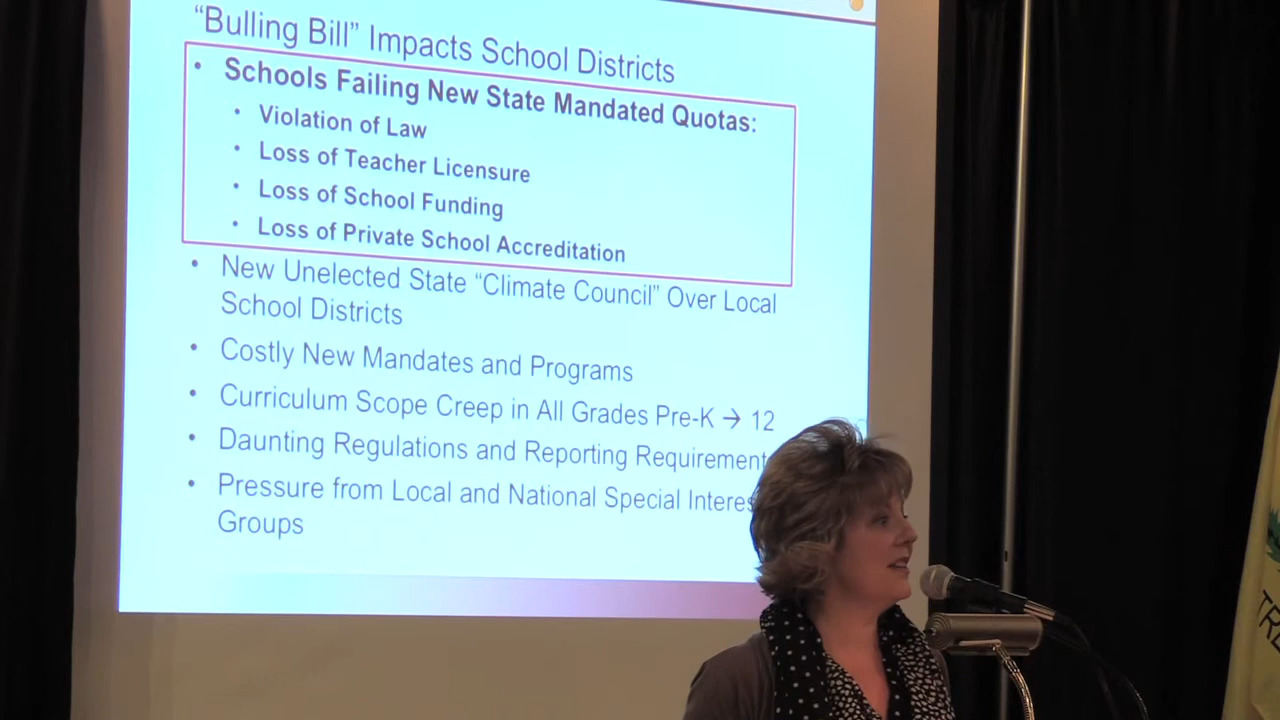 “Bulling Bill” Impacts School Districts
• Schools Failing New State Mandated Quotas:
• Violation of Law
• Loss of Teacher Licensure
• Loss of School Funding
• Loss of Private School Accreditation
• New Unelected State “Climate Council” Over Local
School Districts
• Costly New Mandates and Programs
• Curriculum Scope Creep in All Grades Pre-K → 12
• Daunting Regulations and Reporting Requirement
• Pressure from Local and National Special Interes
Groups